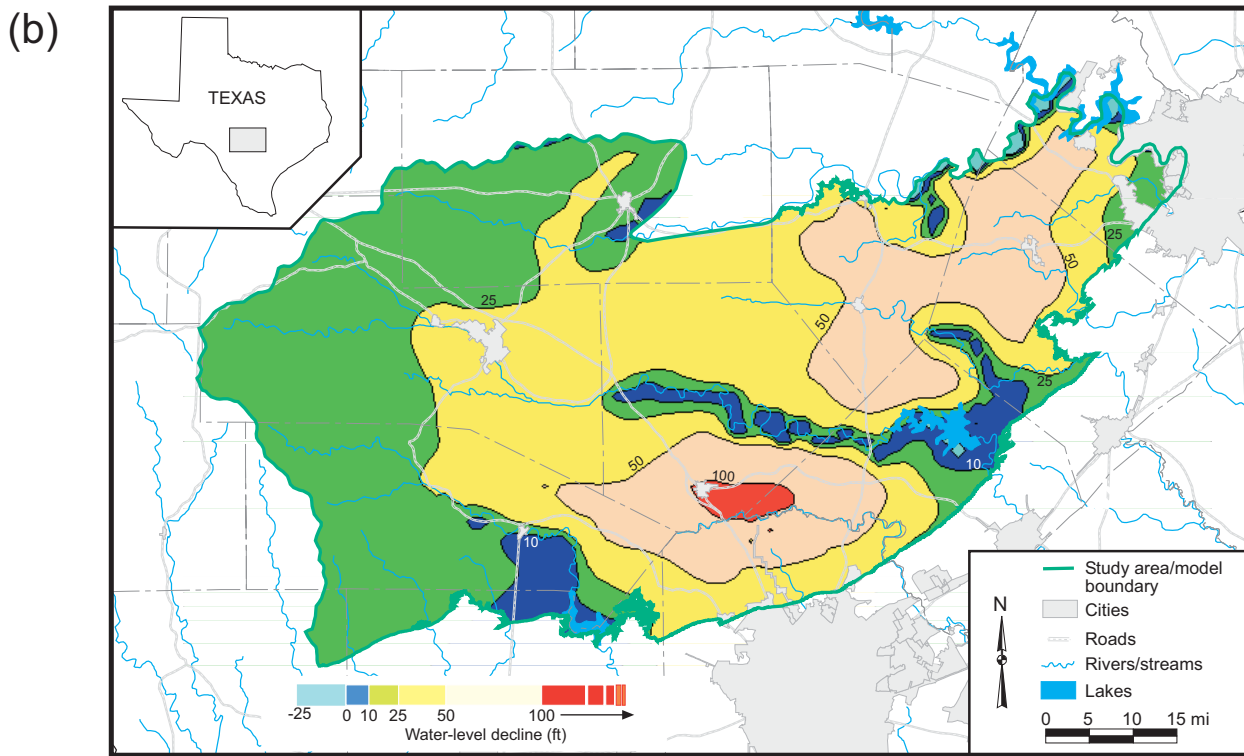 (b)
TEXAS
25
50
25
50
25
50
100
10
10
N
Study area/model
boundary
Cities
Roads
Rivers/streams
Lakes
0 5 10 15 mi
-25 0 10 25 50 100
Water-level decline (ft)